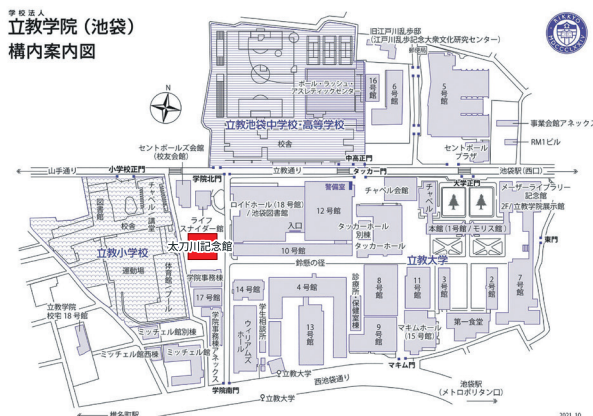 学校法人
立教学院（池袋）
構内案内図
旧江戸川乱歩邸
（江戸川乱歩記念大衆文化研究センター）
郵便局
ポール・ラッシュ・
アスレティックセンター
16号館
6号館
5号館
立教池袋中学校・高等学校
校舎
事業会館アネックス
RM1ビル
セントポールズ会館
（校友会館）
セントポール
プラザ
中高正門
山手通り
小学校正門
学院北門
立教通り
タッカー門
池袋駅（西口）
大学正門
警備室
チャペル会館
チャペル
メーザーライブラリー
記念館
2F/立教学院展示館
図書館
校舎
チャペル・講堂
ライフ
スナイダー館
ロイドホール（18号館）
/池袋図書館
入口
12号館
タッカーホール
別棟
タッカーホール
本館（1号館/モリス館）
東門
立教小学校
太刀川記念館
運動場
体育館/プール
10号館
鈴懸の径
立教大学
学院事務棟
17号館
14号館
4号館
診療所・保健室棟
8号館
11号館
3号館
2号館
7号館
立教学院
校宅18号館
ミッチェル館別棟
ミッチェル館西棟
ミッチェル館
学院事務棟アネックス
ウィリアムズ
ホール
学生相談所
13号館
9号館
マキムホール
（15号館）
第一食堂
学院南門
立教大学
西池袋通り
マキム門
立教大学
池袋駅
（メトロポリタン口）
椎名町駅
2021.10